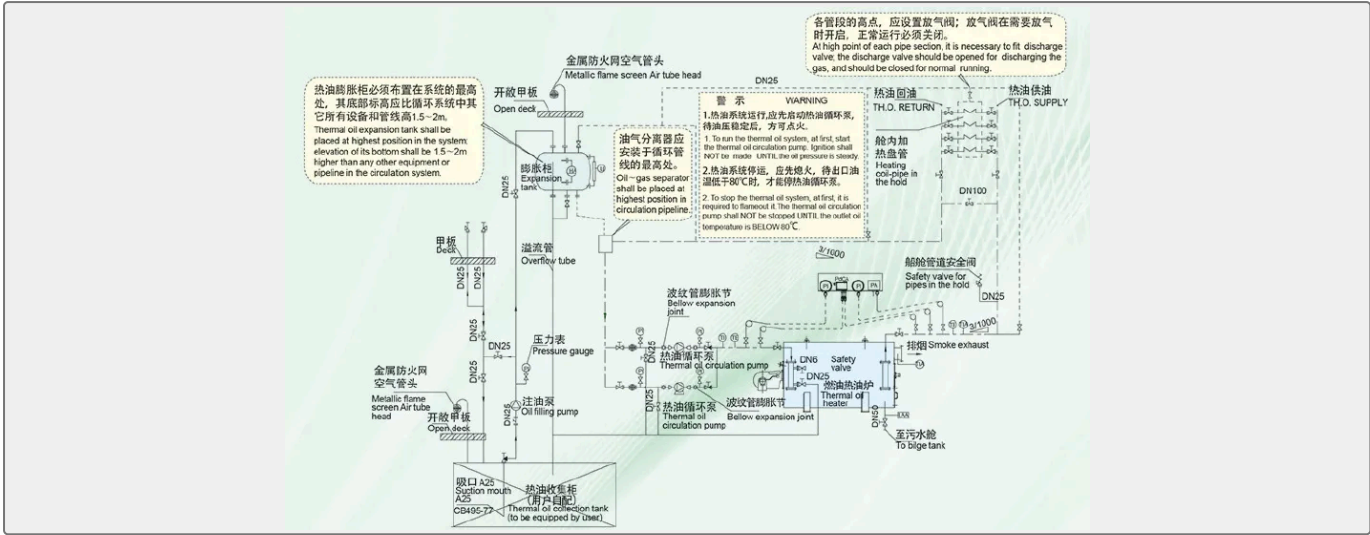 各管段的高点，应设置放气阀；放气阀在需要放气
时开启，正常运行必须关闭。
At high point of each pipe section, it is necessary to fit discharge
valve; the discharge valve should be opened for discharging the
gas, and should be closed for normal running.
金属防火网空气管头
Metallic flame screen Air tube head
DN25
热油膨胀柜必须布置在系统的最高
处，其底部标高应比循环系统中其
它所有设备和管线高1.5~2m.
Thermal oil expansion tank shall be
placed at highest position in the system:
elevation of its bottom shall be 1.5~2m
higher than any other equipment or
pipeline in the circulation system.
开敞甲板
Open deck
油气分离器应
安装于循环管
线的最高处。
Oil~gas separator
shall be placed at
highest position in
circulation pipeline.
警 示 WARNING
1.热油系统运行,应先启动热油循环泵,
待油压稳定后，方可点火。
1. To run the thermal oil system, at first, start
the thermal oil circulation pump. Ignition shall
NOT be made UNTIL the oil pressure is steady.
2.热油系统停运，应先熄火，待出口油
温低于80℃时，才能停热油循环泵。
2. To stop the thermal oil system, at first, it is
required to flameout it.The thermal oil circulation
pump shall NOT be stopped UNTIL the outlet oil
temperature is BELOW 80℃.
热油回油
TH.O. RETURN
热油供油
TH.O. SUPPLY
舱内加
热盘管
Heating
coil-pipe in
the hold
DN100
膨胀柜
Expansion
tank
DN25
甲板
Deck
DN25
DN25
溢流管
Overflow tube
3/1000
船舱管道安全阀
Safety valve for
pipes in the hold
DN25
波纹管膨胀节
Bellow expansion
joint
PI
PdCs
PI
PA
3/1000
DN25
DN25
压力表
Pressure gauge
DN25
热油循环泵
Thermal oil circulation pump
DN6
Safety
valve
DN25
燃油热油炉
Thermal oil
heater
排烟 Smoke exhaust
金属防火网
空气管头
Metallic flame
screen Air tube
head
DN25
开敞甲板
Open deck
DN25
注油泵
Oil filling pump
DN25
热油循环泵
Thermal oil
circulation pump
波纹管膨胀节
Bellow expansion joint
DN50
至污水舱
To bilge tank
吸口 A25
Suction mouth
A25
CB495-77
热油收集柜
(用户自配)
Thermal oil collection tank
(to be equipped by user)